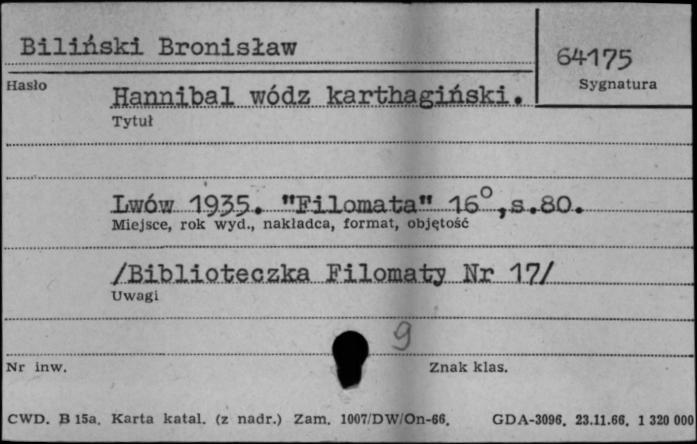 Biliński Bronisław
64175
Hasło
Sygnatura
Hannibal wódz karthagiński.
Tytuł
Lwów 1935. "Filomata" 16°,s.80.
Miejsce, rok wyd., nakładca, format, objętość
/Biblioteczka Filomaty Nr 17/
Uwagi
9
Nr inw.
Znak klas.
CWD. B 15a. Karta katal. (z nadr.) Zam. 1007/DW/On-66. GDA-3096. 23.11.66. 1 320 000